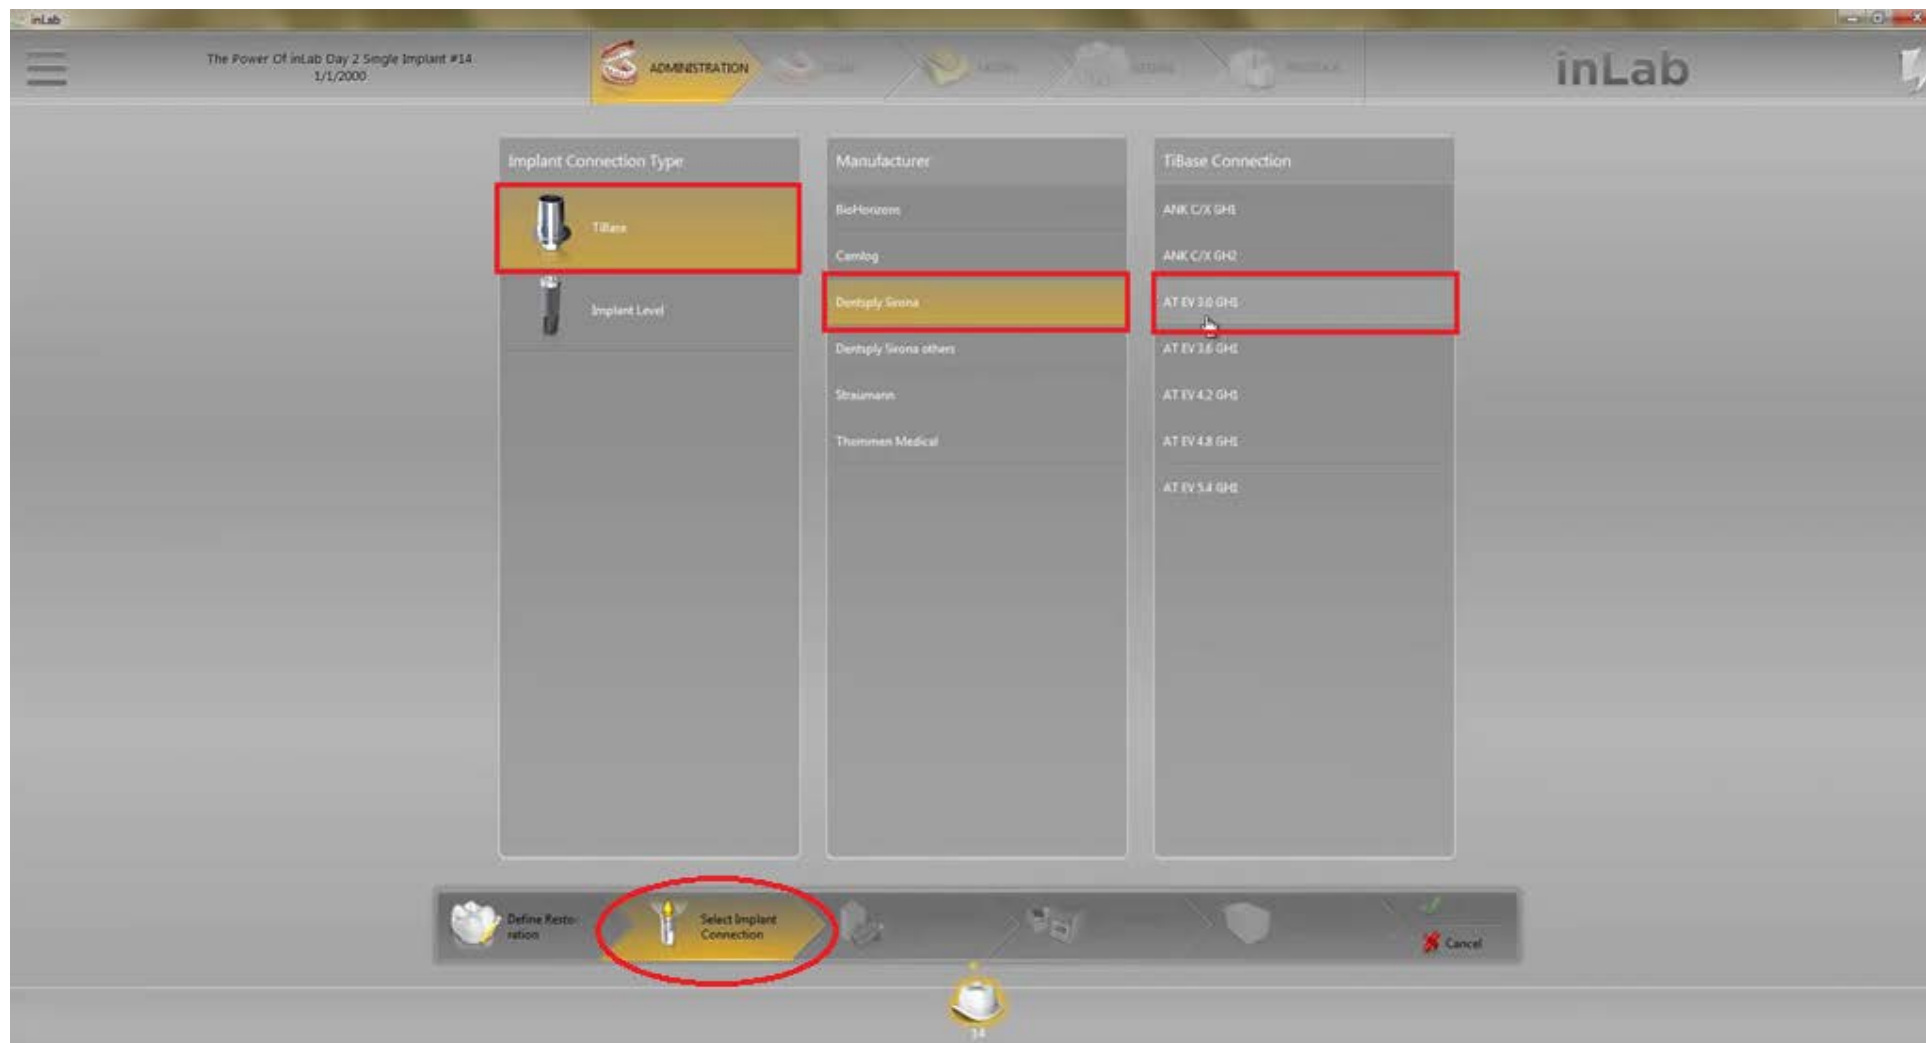 inLab
The Power Of inLab Day 2 Single Implant #14
1/1/2000
ADMINISTRATION
inLab
Implant Connection Type
TiBase
Implant Level
Manufacturer
BioHorizons
Camlog
Dentsply Sirona
Dentsply Sirona others
Straumann
Thommen Medical
TiBase Connection
ANK C/X GH1
ANK C/X GH2
AT EV 3.0 GH1
AT EV 3.6 GH1
AT EV 4.2 GH1
AT EV 4.8 GH1
AT EV 5.4 GH1
Define Resto-
ration
Select Implant
Connection
Cancel
14